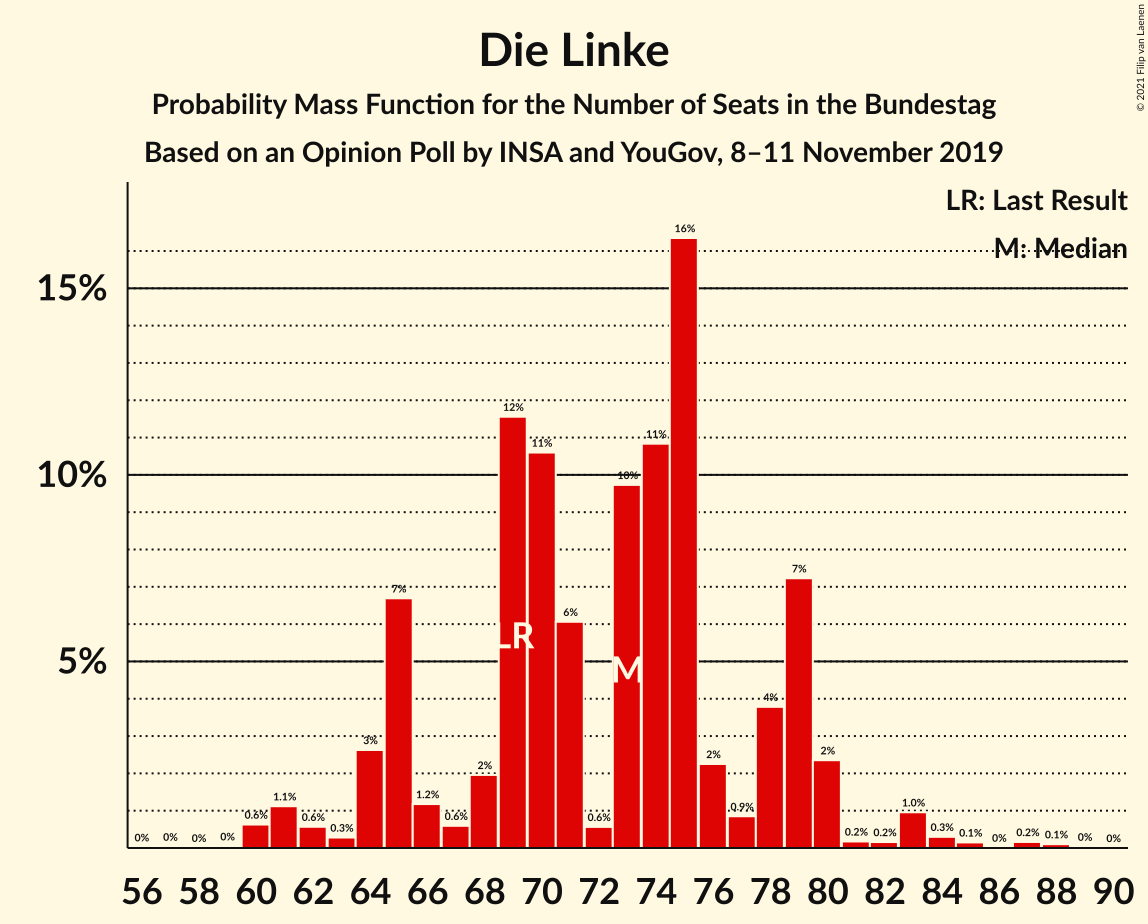 Die Linke
Probability Mass Function for the Number of Seats in the Bundestag
Based on an Opinion Poll by INSA and YouGov, 8–11 November 2019
© 2021 Filip van Laenen
LR: Last Result
M: Median
15%
10%
5%
0% 0% 0% 0% 0.6% 1.1% 0.6% 0.3% 3% 7% 1.2% 0.6% 2% 12% 11% 6% 0.6% 10% 11% 16% 2% 0.9% 4% 7% 2% 0.2% 0.2% 1.0% 0.3% 0.1% 0% 0.2% 0.1% 0% 0%
LR
M
56 58 60 62 64 66 68 70 72 74 76 78 80 82 84 86 88 90